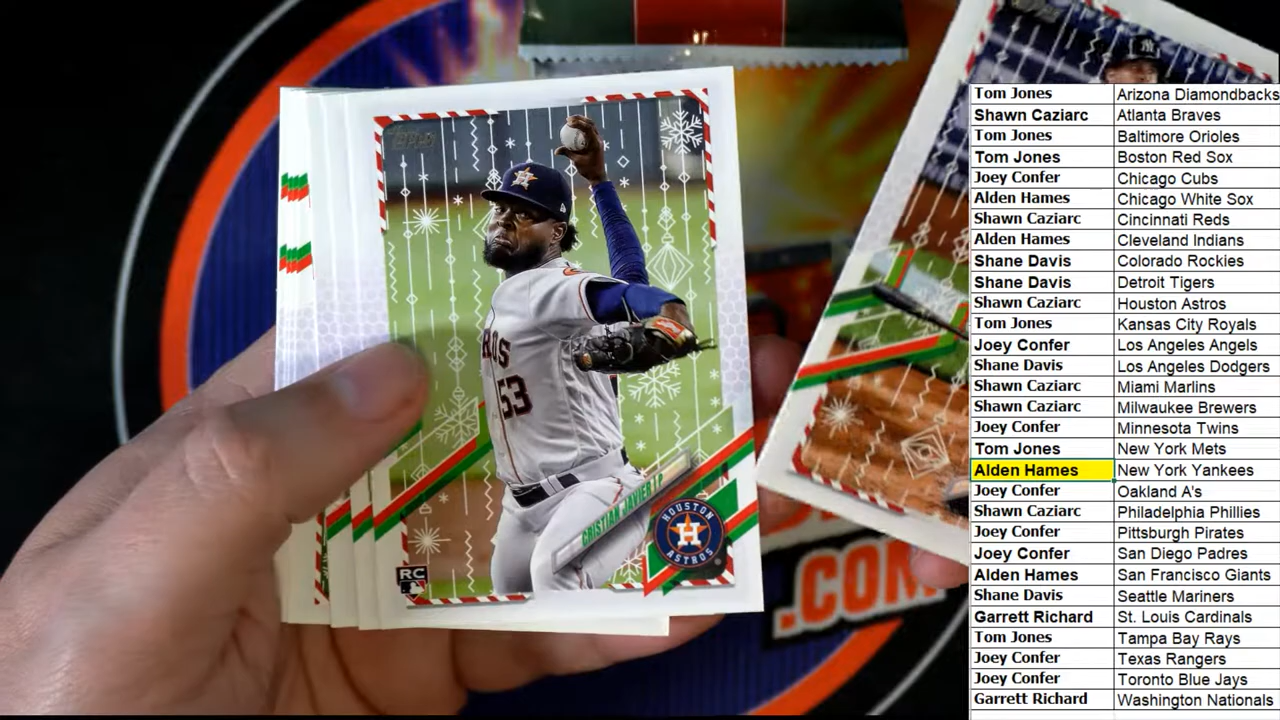 TOPPS
ROS
53
CRISTIAN JAVIER | P
HOUSTON
H
ASTROS
RC
.COM
Tom Jones Arizona Diamondbacks
Shawn Caziarc Atlanta Braves
Tom Jones Baltimore Orioles
Tom Jones Boston Red Sox
Joey Confer Chicago Cubs
Alden Hames Chicago White Sox
Shawn Caziarc Cincinnati Reds
Alden Hames Cleveland Indians
Shane Davis Colorado Rockies
Shane Davis Detroit Tigers
Shawn Caziarc Houston Astros
Tom Jones Kansas City Royals
Joey Confer Los Angeles Angels
Shane Davis Los Angeles Dodgers
Shawn Caziarc Miami Marlins
Shawn Caziarc Milwaukee Brewers
Joey Confer Minnesota Twins
Tom Jones New York Mets
Alden Hames New York Yankees
Joey Confer Oakland A's
Shawn Caziarc Philadelphia Phillies
Joey Confer Pittsburgh Pirates
Joey Confer San Diego Padres
Alden Hames San Francisco Giants
Shane Davis Seattle Mariners
Garrett Richard St. Louis Cardinals
Tom Jones Tampa Bay Rays
Joey Confer Texas Rangers
Joey Confer Toronto Blue Jays
Garrett Richard Washington Nationals